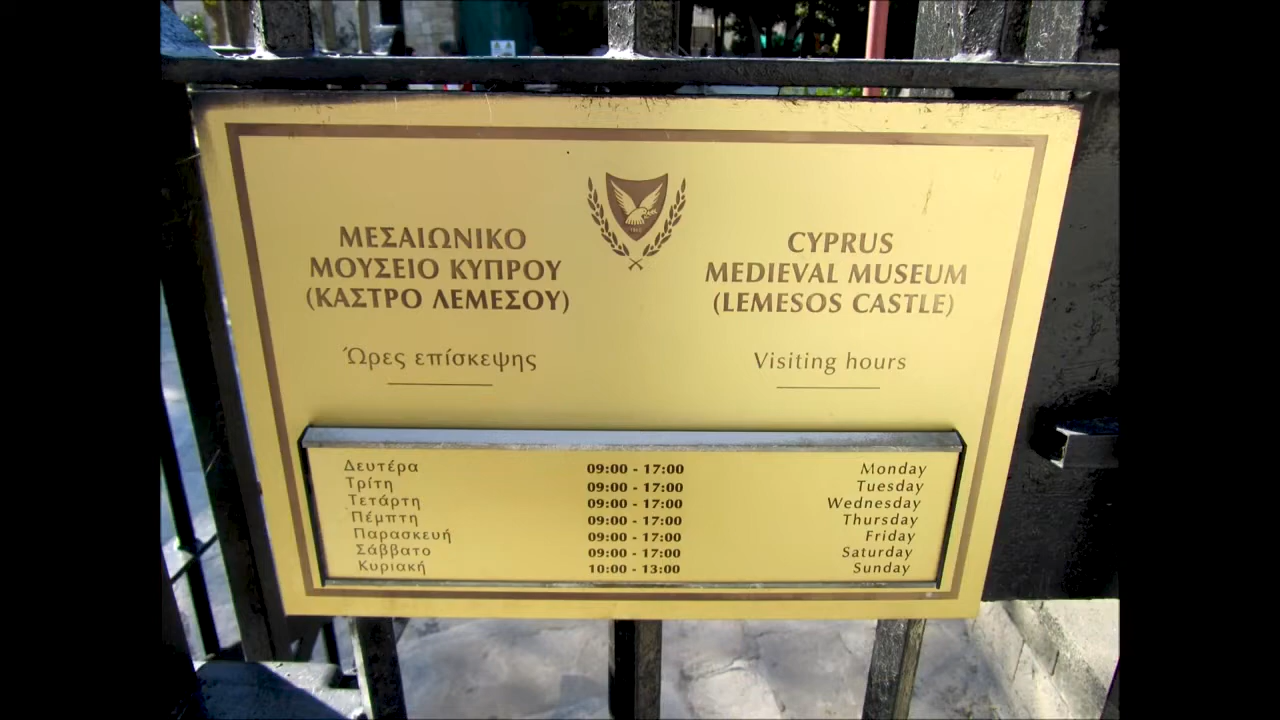 ΜΕΣΑΙΩΝΙΚΟ
ΜΟΥΣΕΙΟ ΚΥΠΡΟΥ
(ΚΑΣΤΡΟ ΛΕΜΕΣΟΥ)
Ὧρες επίσκεψης
CYPRUS
MEDIEVAL MUSEUM
(LEMESOS CASTLE)
Visiting hours
Δευτέρα 09:00 - 17:00 Monday
Τρίτη 09:00 - 17:00 Tuesday
Τετάρτη 09:00 - 17:00 Wednesday
Πέμπτη 09:00 - 17:00 Thursday
Παρασκευή 09:00 - 17:00 Friday
Σάββατο 09:00 - 17:00 Saturday
Κυριακή 10:00 - 13:00 Sunday